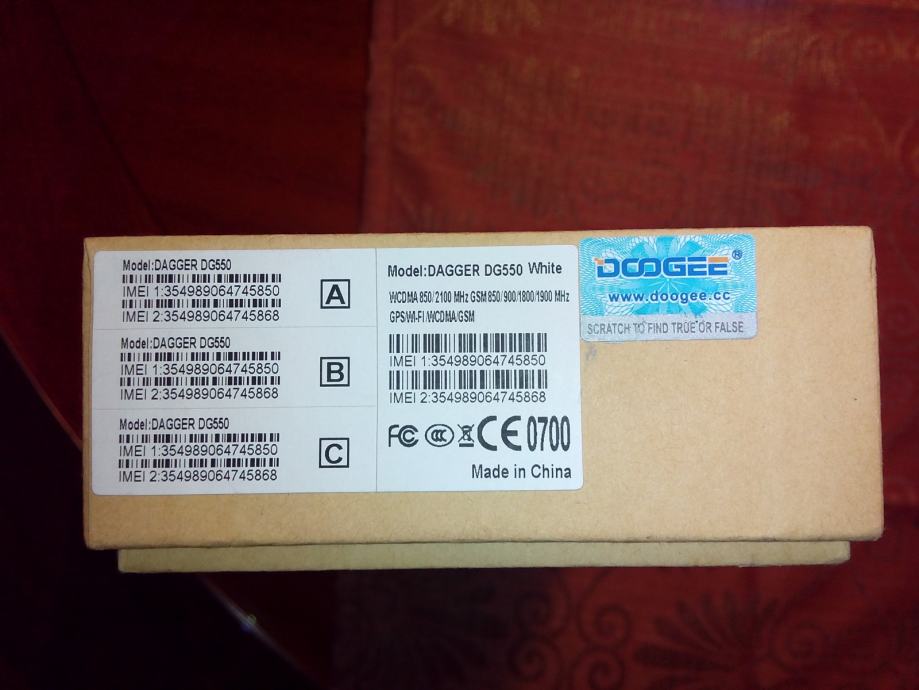 Model:DAGGER DG550
IMEI 1:354989064745850
IMEI 2:354989064745868
A
Model:DAGGER DG550
IMEI 1:354989064745850
IMEI 2:354989064745868
B
Model:DAGGER DG550
IMEI 1:354989064745850
IMEI 2:354989064745868
C
Model:DAGGER DG550 White
WCDMA 850/2100 MHz GSM 850/900/1800/1900 MHz
GPS/WI-FI/WCDMA/GSM
IMEI 1:354989064745850
IMEI 2:354989064745868
FC CCC CE 0700
Made in China
DOOGEE®
www.doogee.cc
SCRATCH TO FIND TRUE OR FALSE